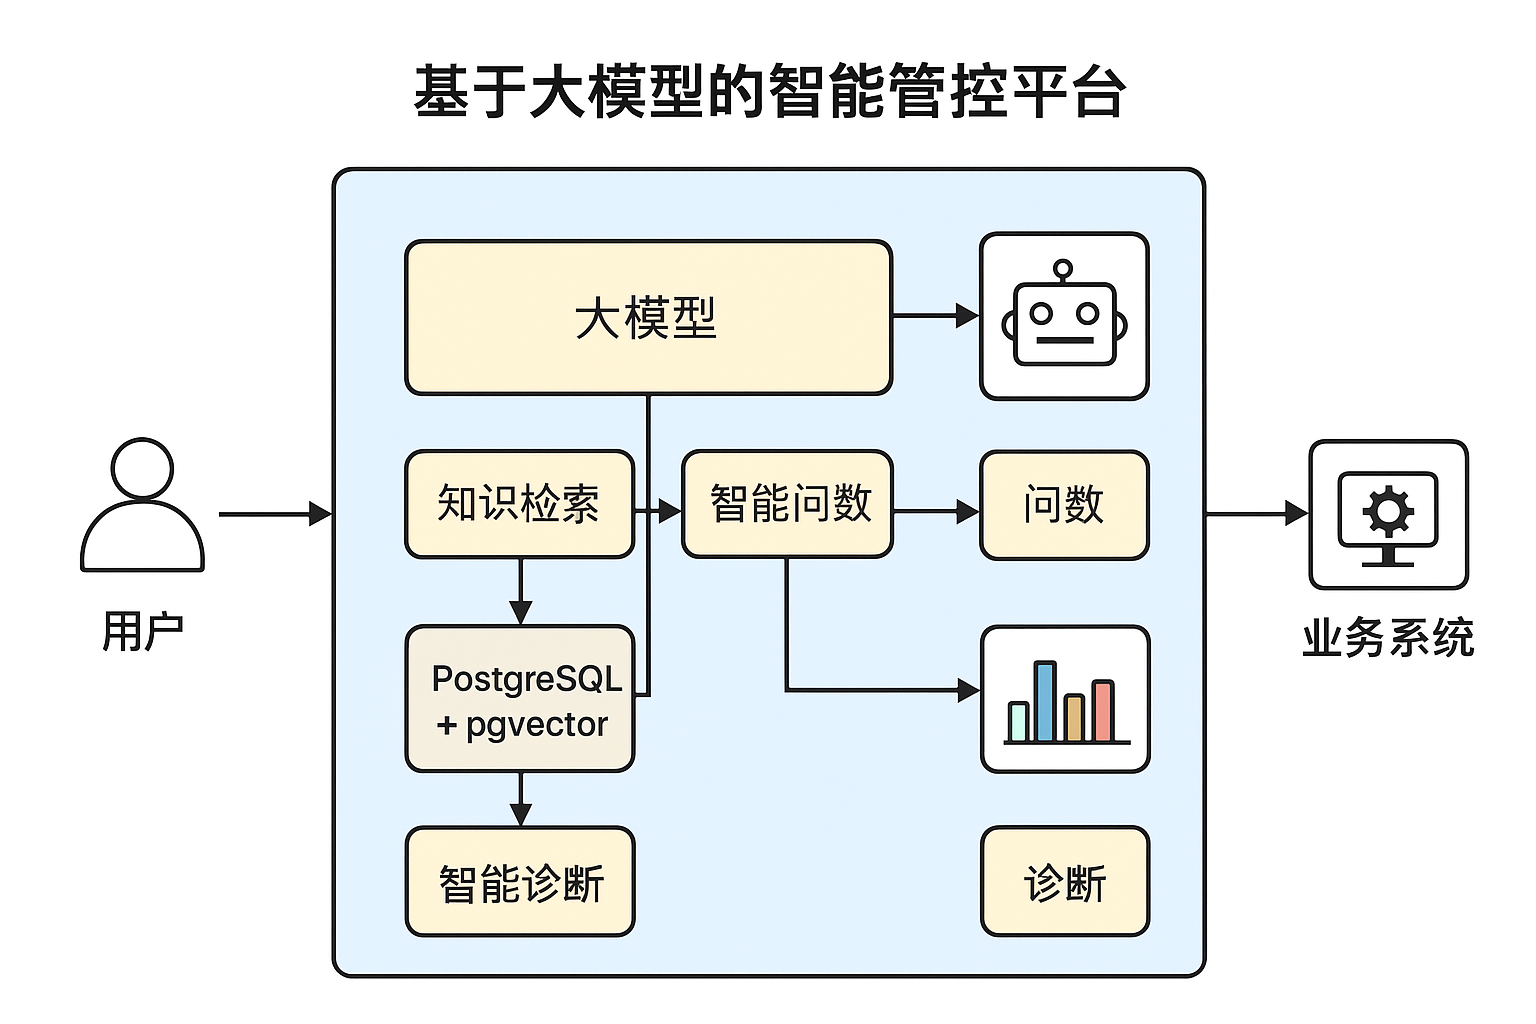 基于大模型的智能管控平台
大模型
知识检索
智能问数
问数
用户
业务系统
PostgreSQL
+ pgvector
智能诊断
诊断